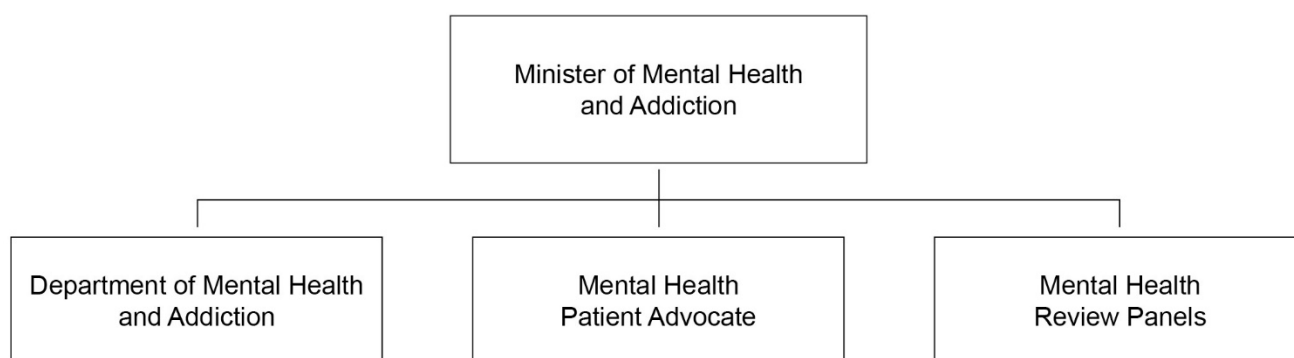 Minister of Mental Health
and Addiction
Department of Mental Health
and Addiction
Mental Health
Patient Advocate
Mental Health
Review Panels